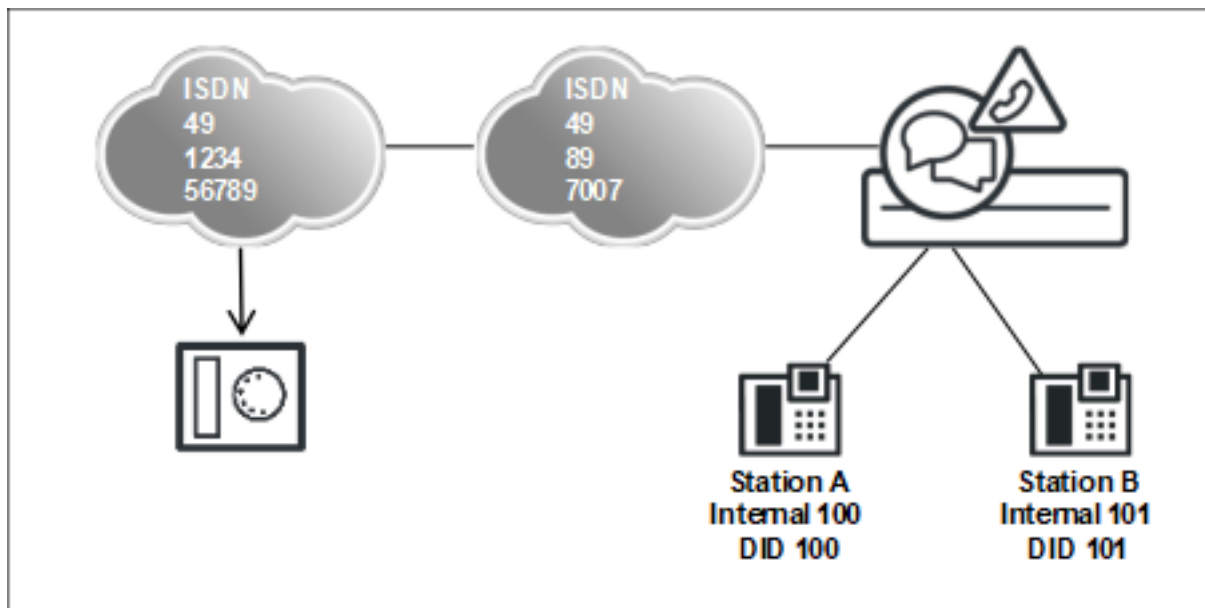 ISDN
49
1234
56789
ISDN
49
89
7007
Station A
Internal 100
DID 100
Station B
Internal 101
DID 101